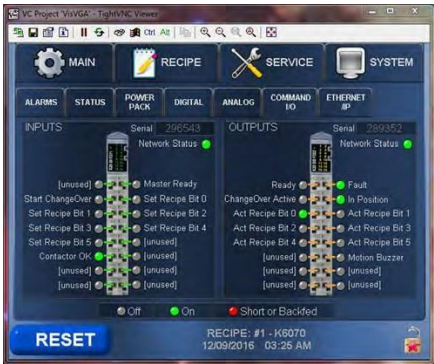 VC Project 'VisVGA' - TightVNC Viewer
Ctrl Alt
MAIN RECIPE SERVICE SYSTEM
ALARMS STATUS POWER PACK DIGITAL ANALOG COMMAND I/O ETHERNET /IP
INPUTS Serial 296543 OUTPUTS Serial 289352
Network Status Network Status
[unused] Master Ready Ready Fault
Start ChangeOver Set Recipe Bit 0 ChangeOver Active In Position
Set Recipe Bit 1 Set Recipe Bit 2 Act Recipe Bit 0 Act Recipe Bit 1
Set Recipe Bit 3 Set Recipe Bit 4 Act Recipe Bit 2 Act Recipe Bit 3
Set Recipe Bit 5 [unused] Act Recipe Bit 4 Act Recipe Bit 5
Contactor OK [unused] [unused] Motion Buzzer
[unused] [unused] [unused] [unused]
[unused] [unused] [unused] [unused]
Off On Short or Backfed
RESET
RECIPE: #1 - K6070
12/09/2016 03:25 AM